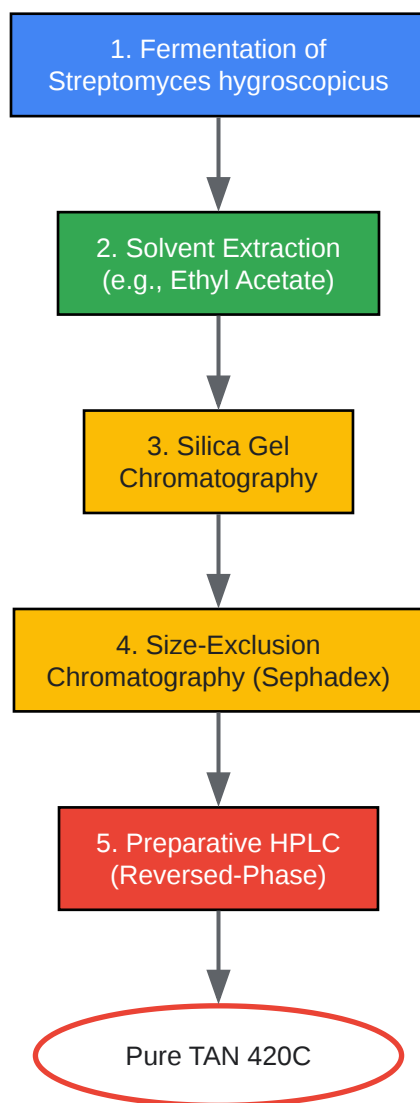 1. Fermentation of
Streptomyces hygroscopicus
2. Solvent Extraction
(e.g., Ethyl Acetate)
3. Silica Gel
Chromatography
4. Size-Exclusion
Chromatography (Sephadex)
5. Preparative HPLC
(Reversed-Phase)
Pure TAN 420C